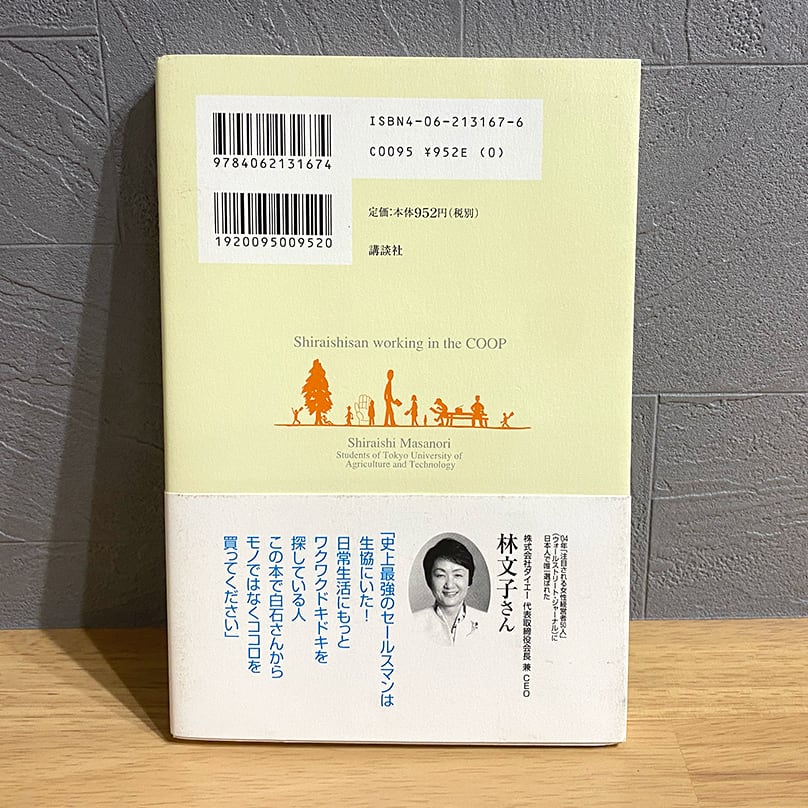 ISBN4-06-213167-6
C0095 ¥952E (0)
9784062131674
1920095009520
定価:本体952円(税別)
講談社
Shiraishisan working in the COOP
Shiraishi Masanori
Students of Tokyo University of
Agriculture and Technology
'04年「注目される女性経営者50人」
(ウォールストリート・ジャーナル)に
日本人で唯一選ばれた
株式会社ダイエー 代表取締役会長 兼 CEO
林文子さん
「史上最強のセールスマンは
生協にいた!
日常生活にもっと
ワクワクドキドキを
探している人
この本で白石さんから
モノではなくココロを
買ってください」